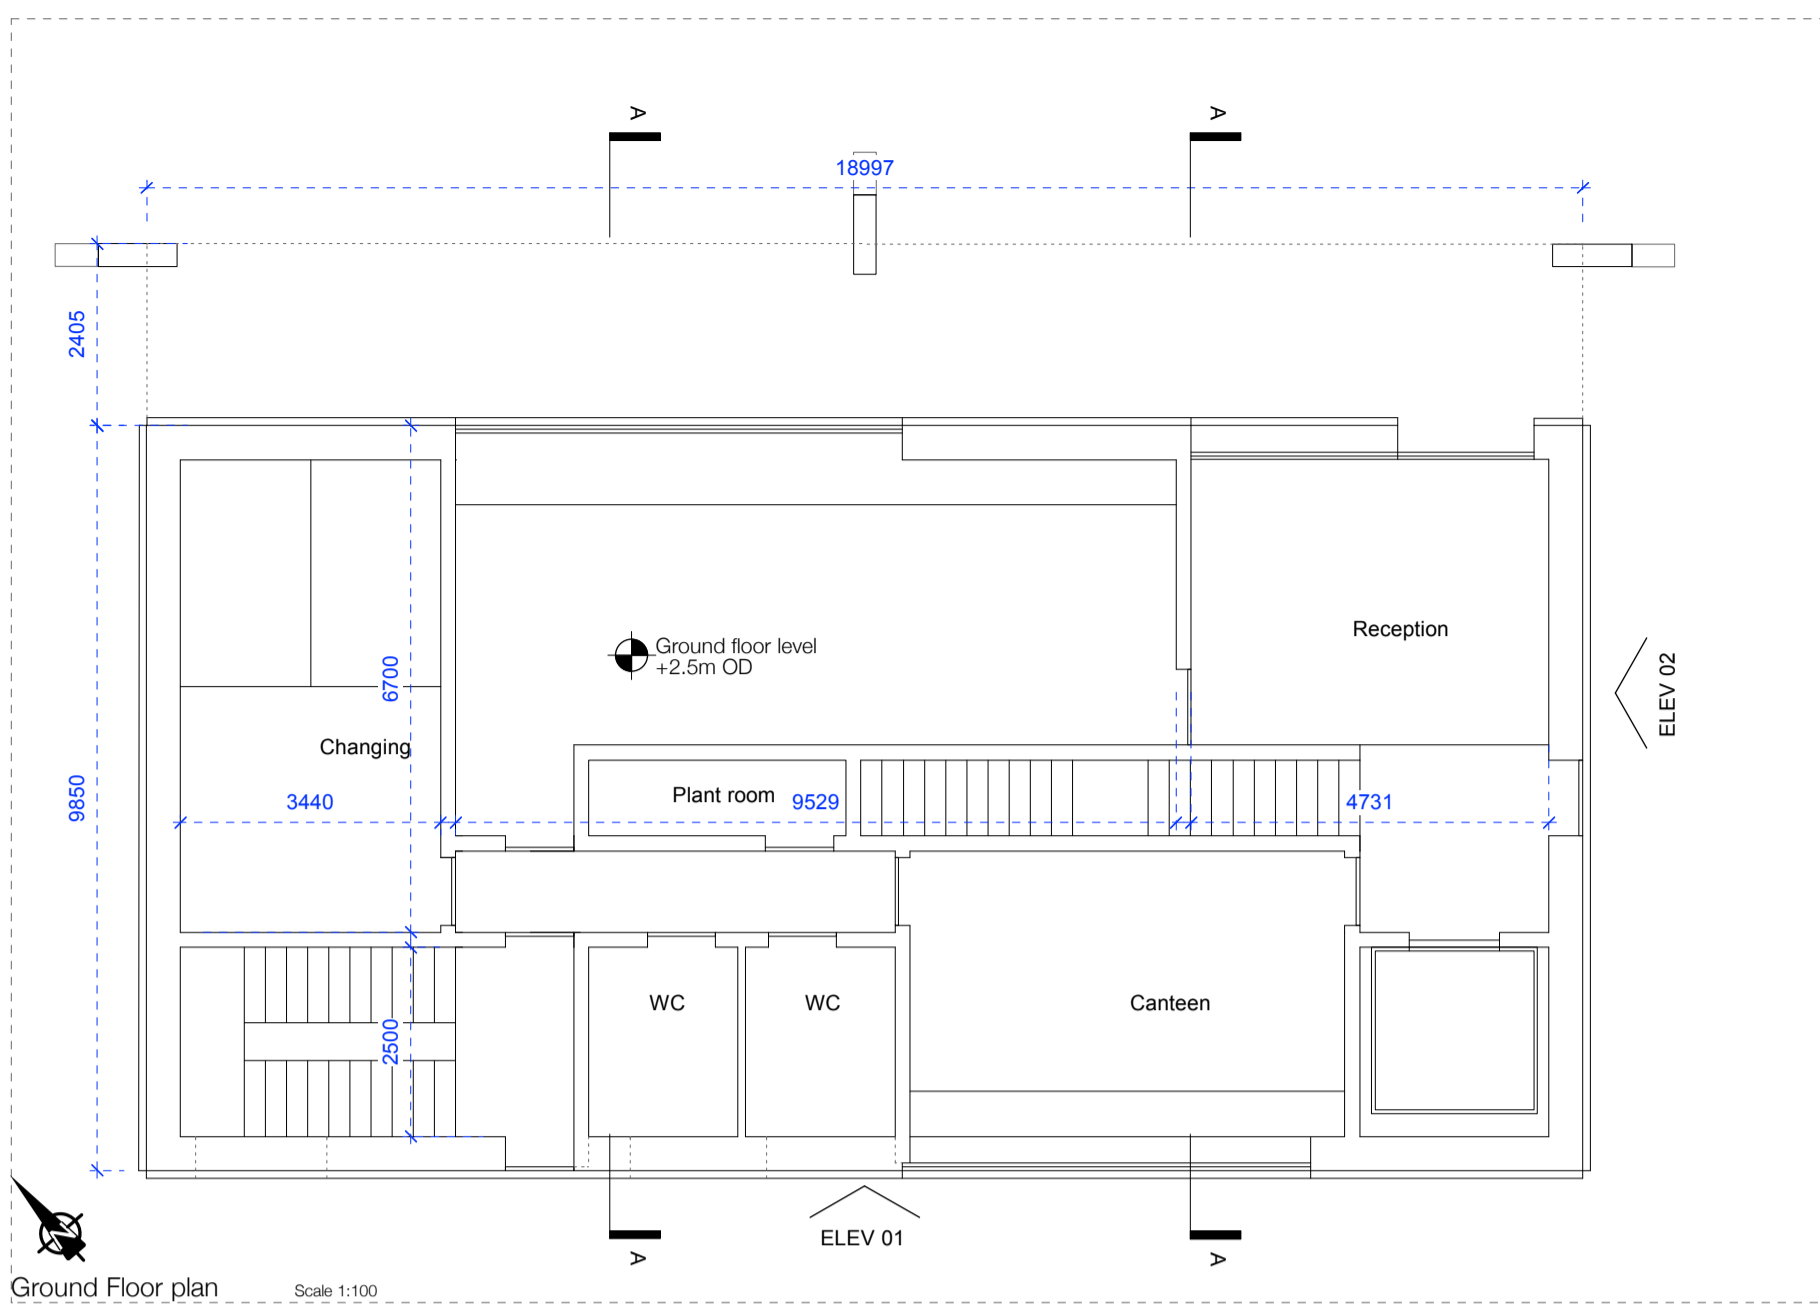 A
A
18997
2405
Ground floor level
+2.5m OD
Reception
6700
ELEV 02
Changing
9850
3440
Plant room
9529
4731
WC
WC
Canteen
2500
ELEV 01
A
A
N
Ground Floor plan
Scale 1:100